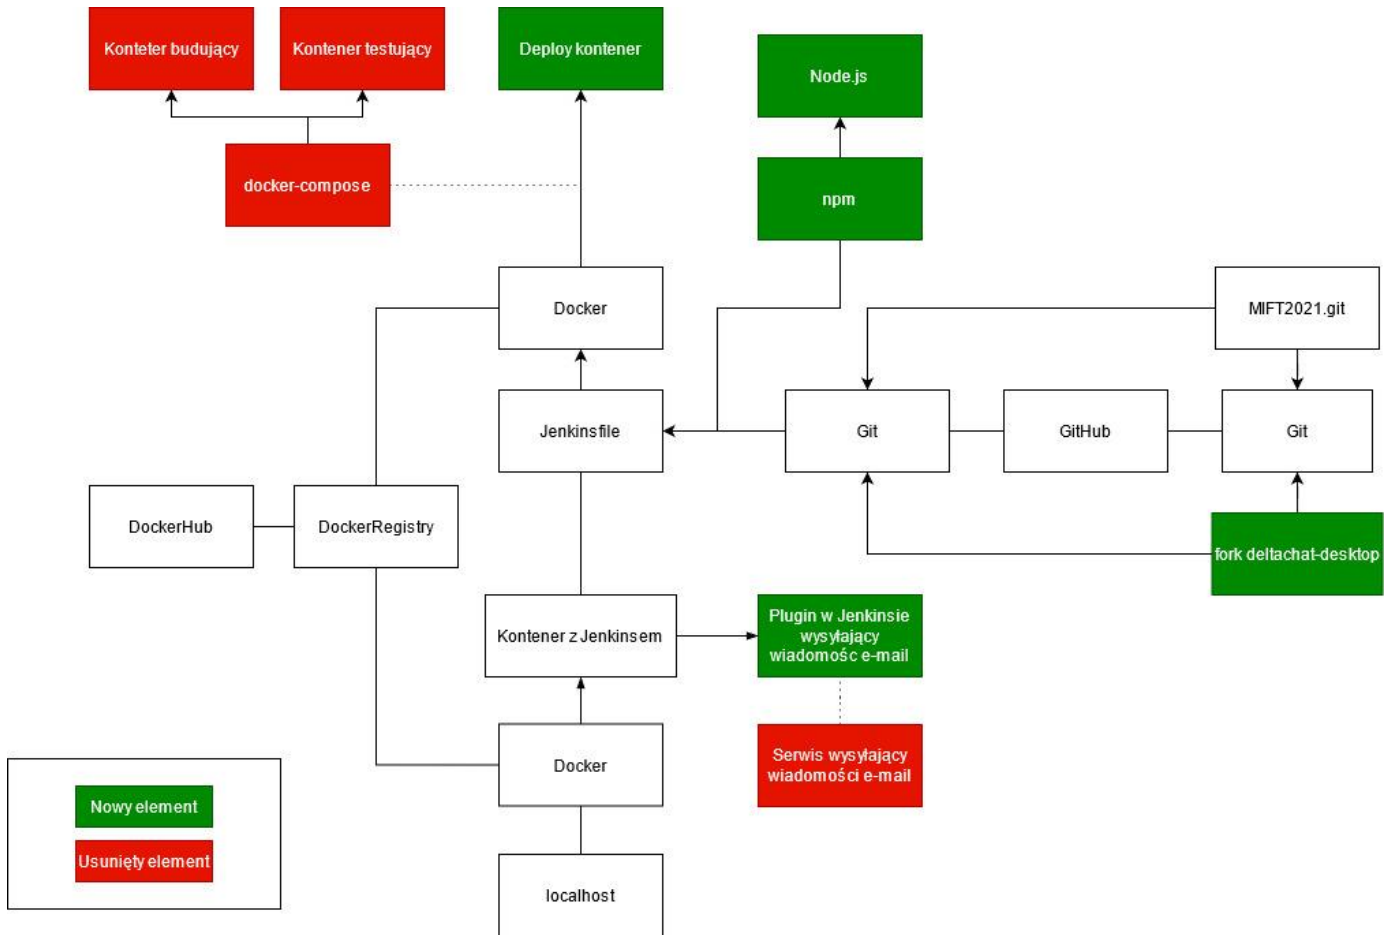 Konteter budujący
Kontener testujący
Deploy kontener
Node.js
docker-compose
npm
Docker
MIFT2021.git
Jenkinsfile
Git
GitHub
Git
DockerHub
DockerRegistry
fork deltachat-desktop
Kontener z Jenkinsem
Plugin w Jenkinsie
wysyłający
wiadomośc e-mail
Docker
Serwis wysyłający
wiadomości e-mail
Nowy element
Usunięty element
localhost